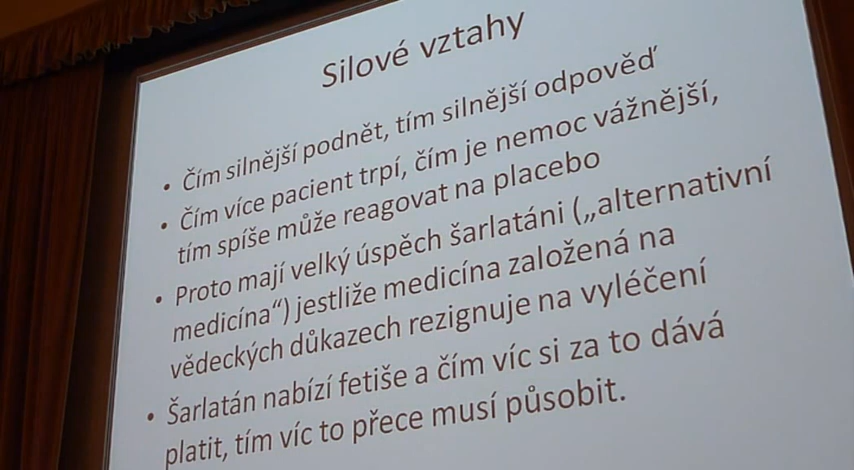 Silové vztahy
• Čím silnější podnět, tím silnější odpověď
• Čím více pacient trpí, čím je nemoc vážnější,
tím spíše může reagovat na placebo
• Proto mají velký úspěch šarlatáni („alternativní
medicína“) jestliže medicína založená na
vědeckých důkazech rezignuje na vyléčení
• Šarlatán nabízí fetiše a čím víc si za to dává
platit, tím víc to přece musí působit.